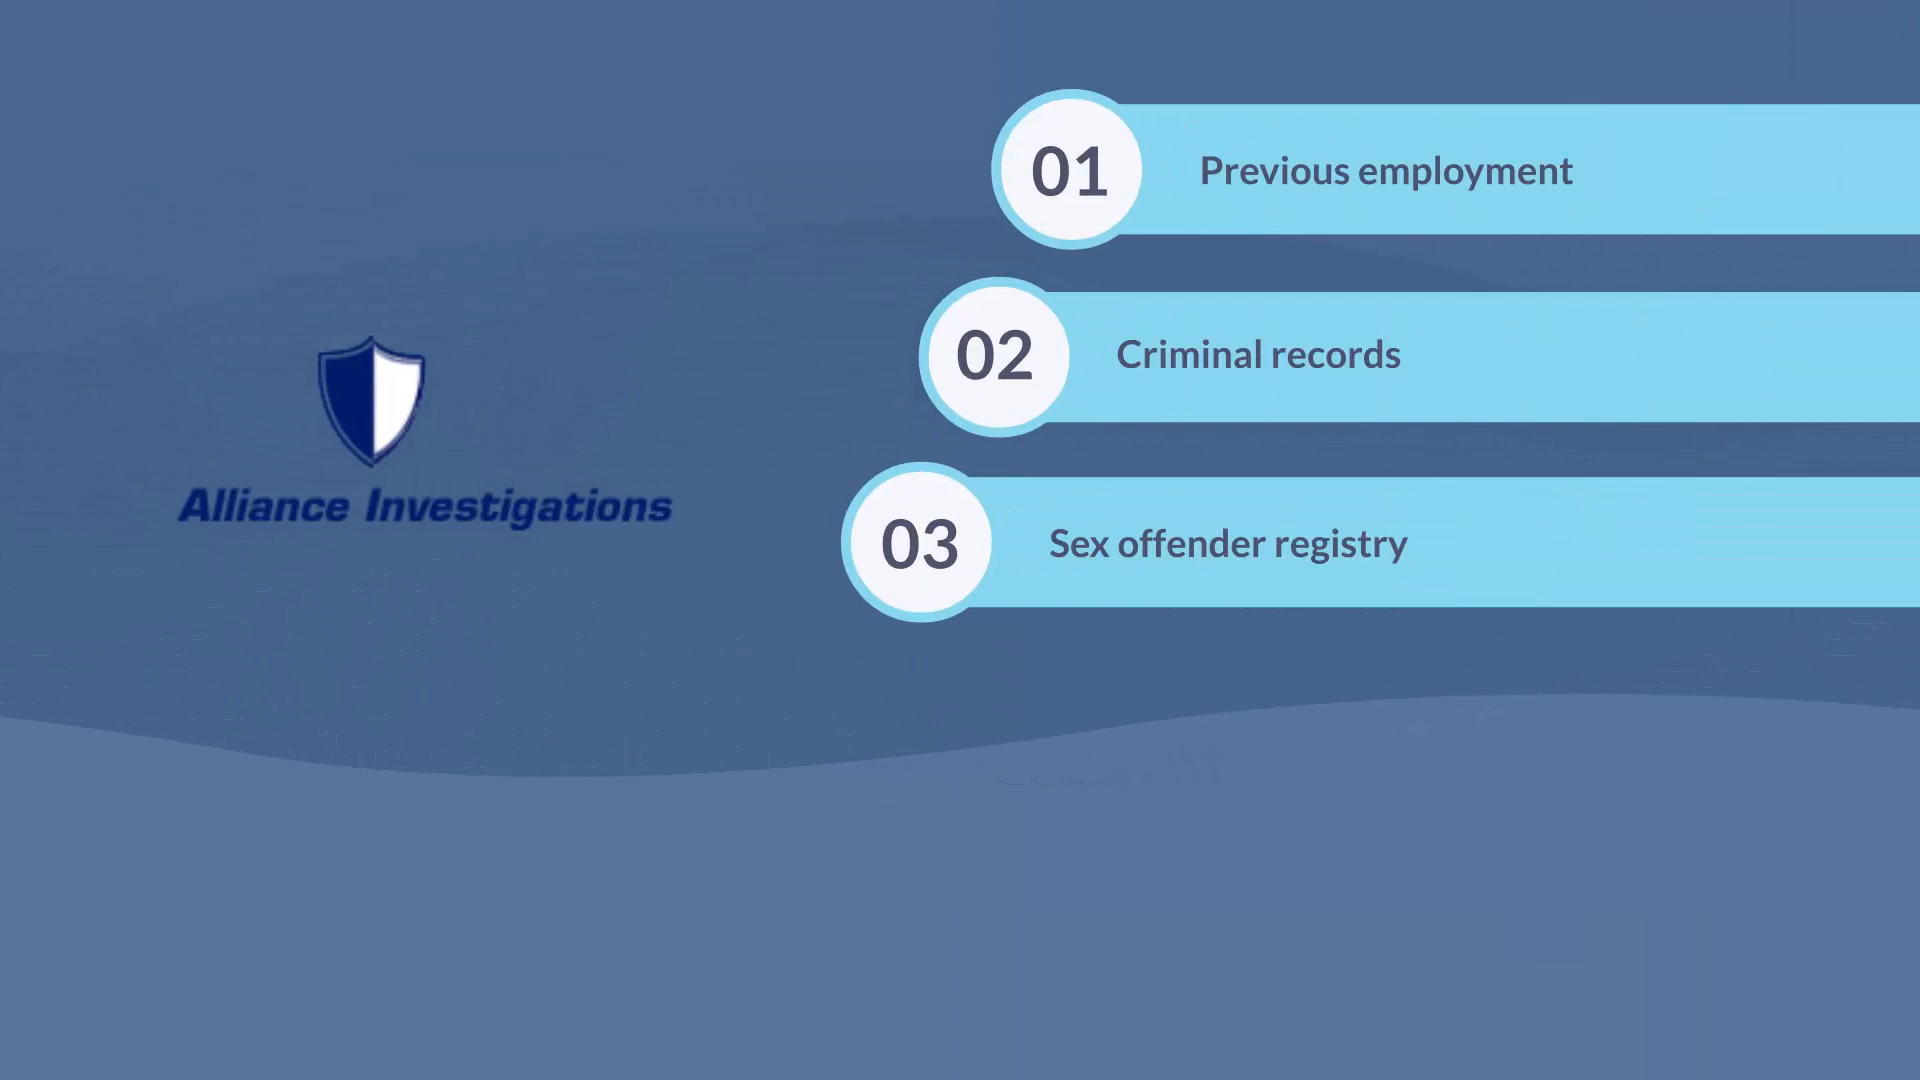 01 Previous employment
02 Criminal records
Alliance Investigations
03 Sex offender registry